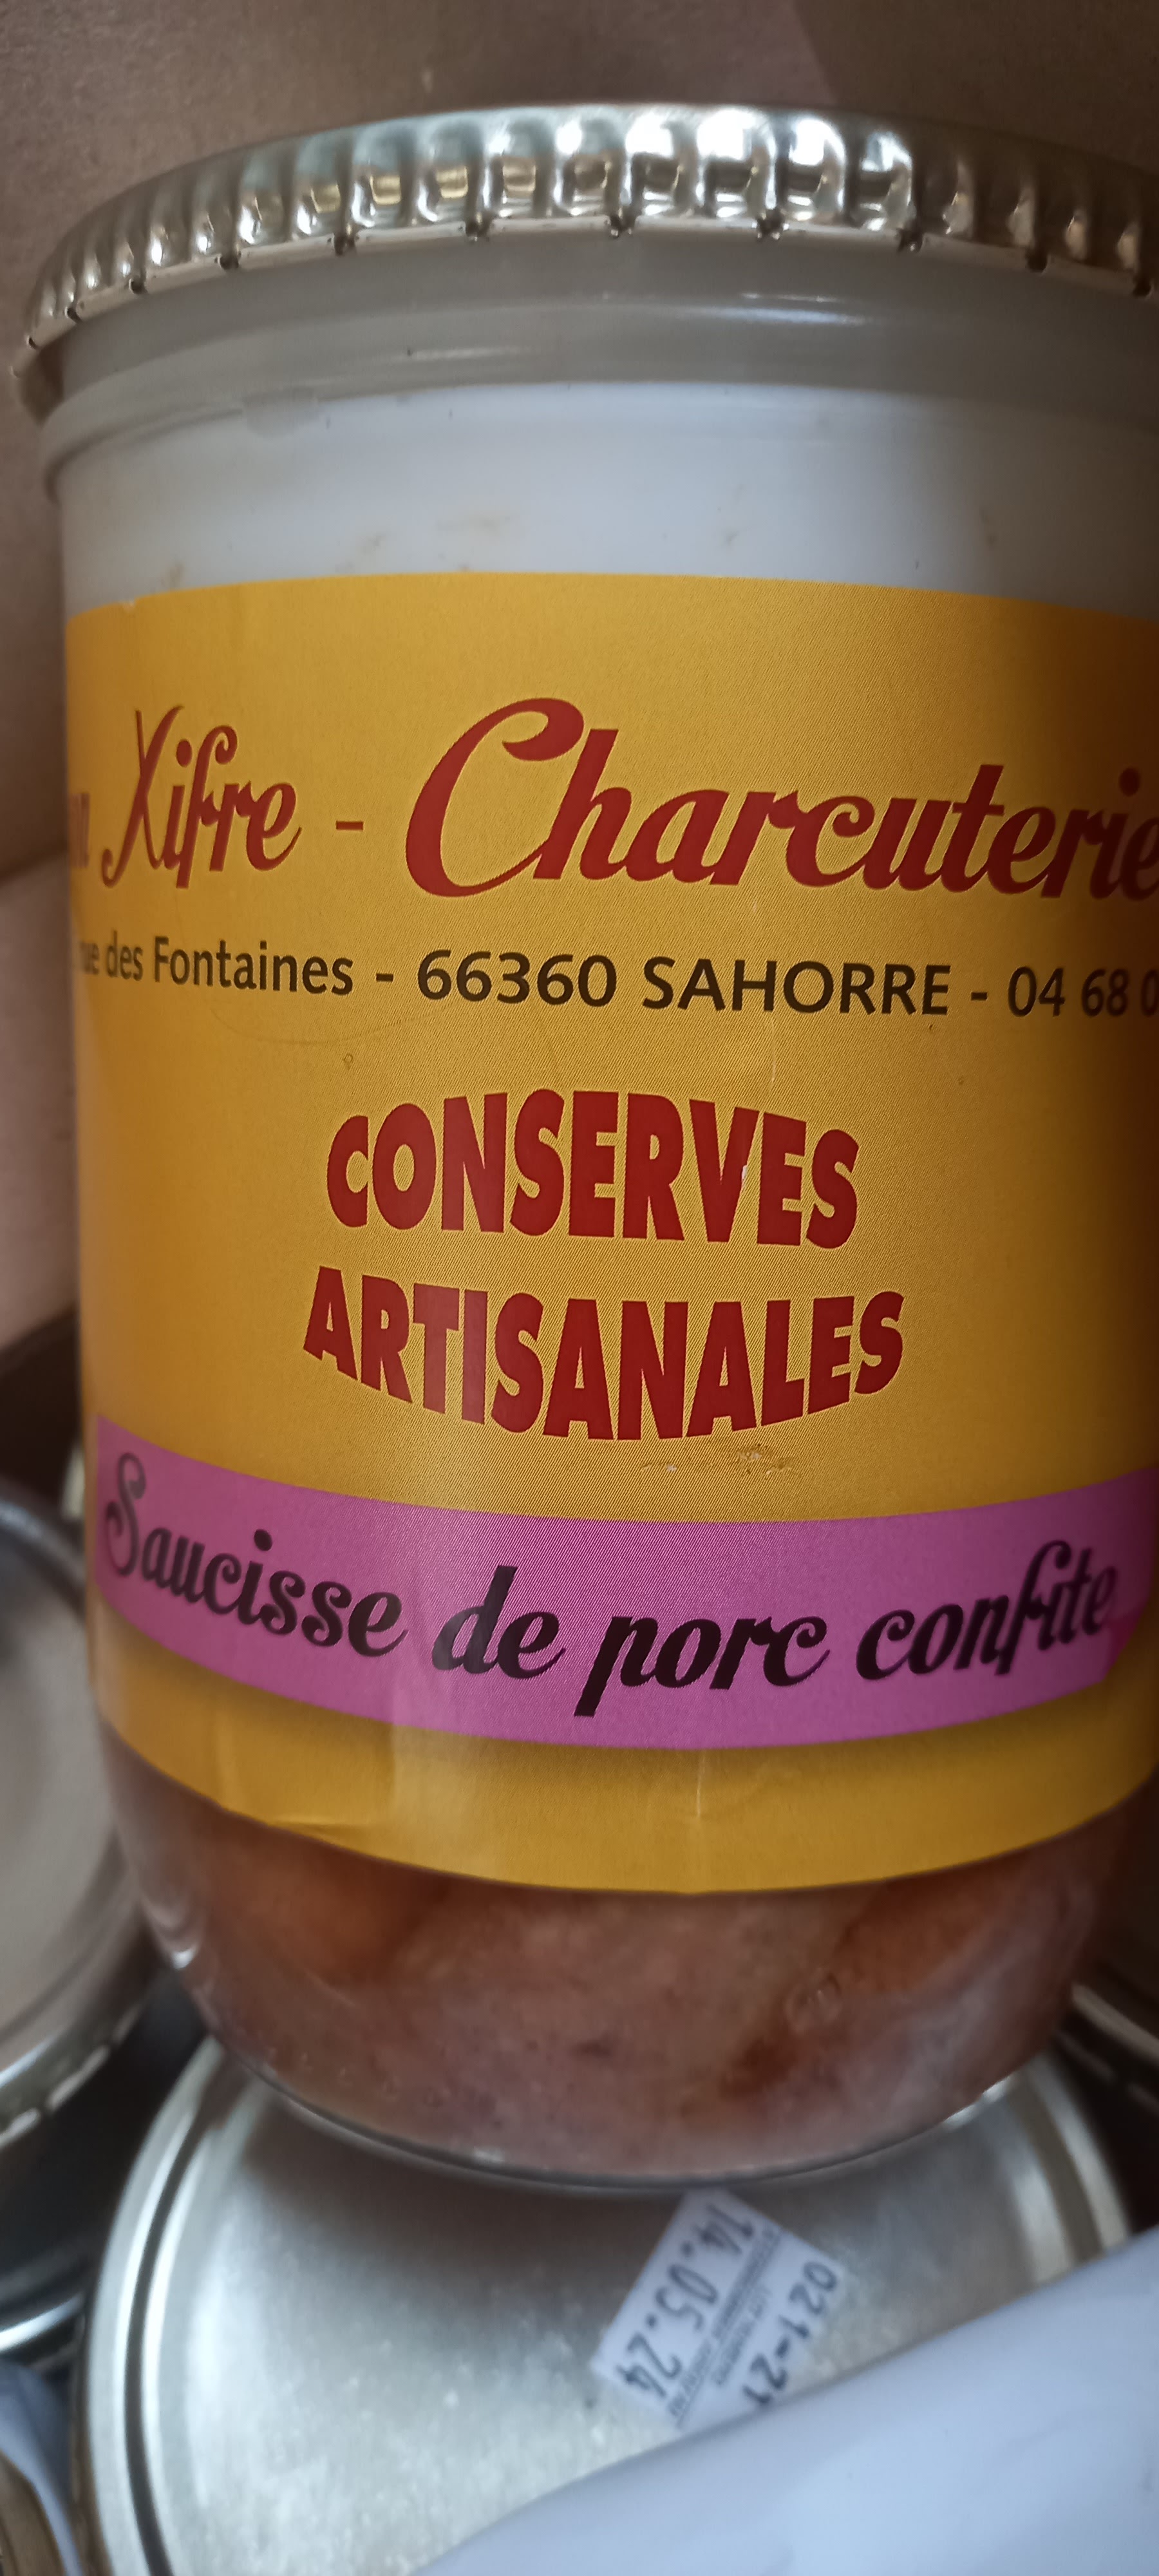 Xifre - Charcuterie
des Fontaines - 66360 SAHORRE - 04 68 0
CONSERVES
ARTISANALES
Saucisse de porc confite
14.05.24
021-21